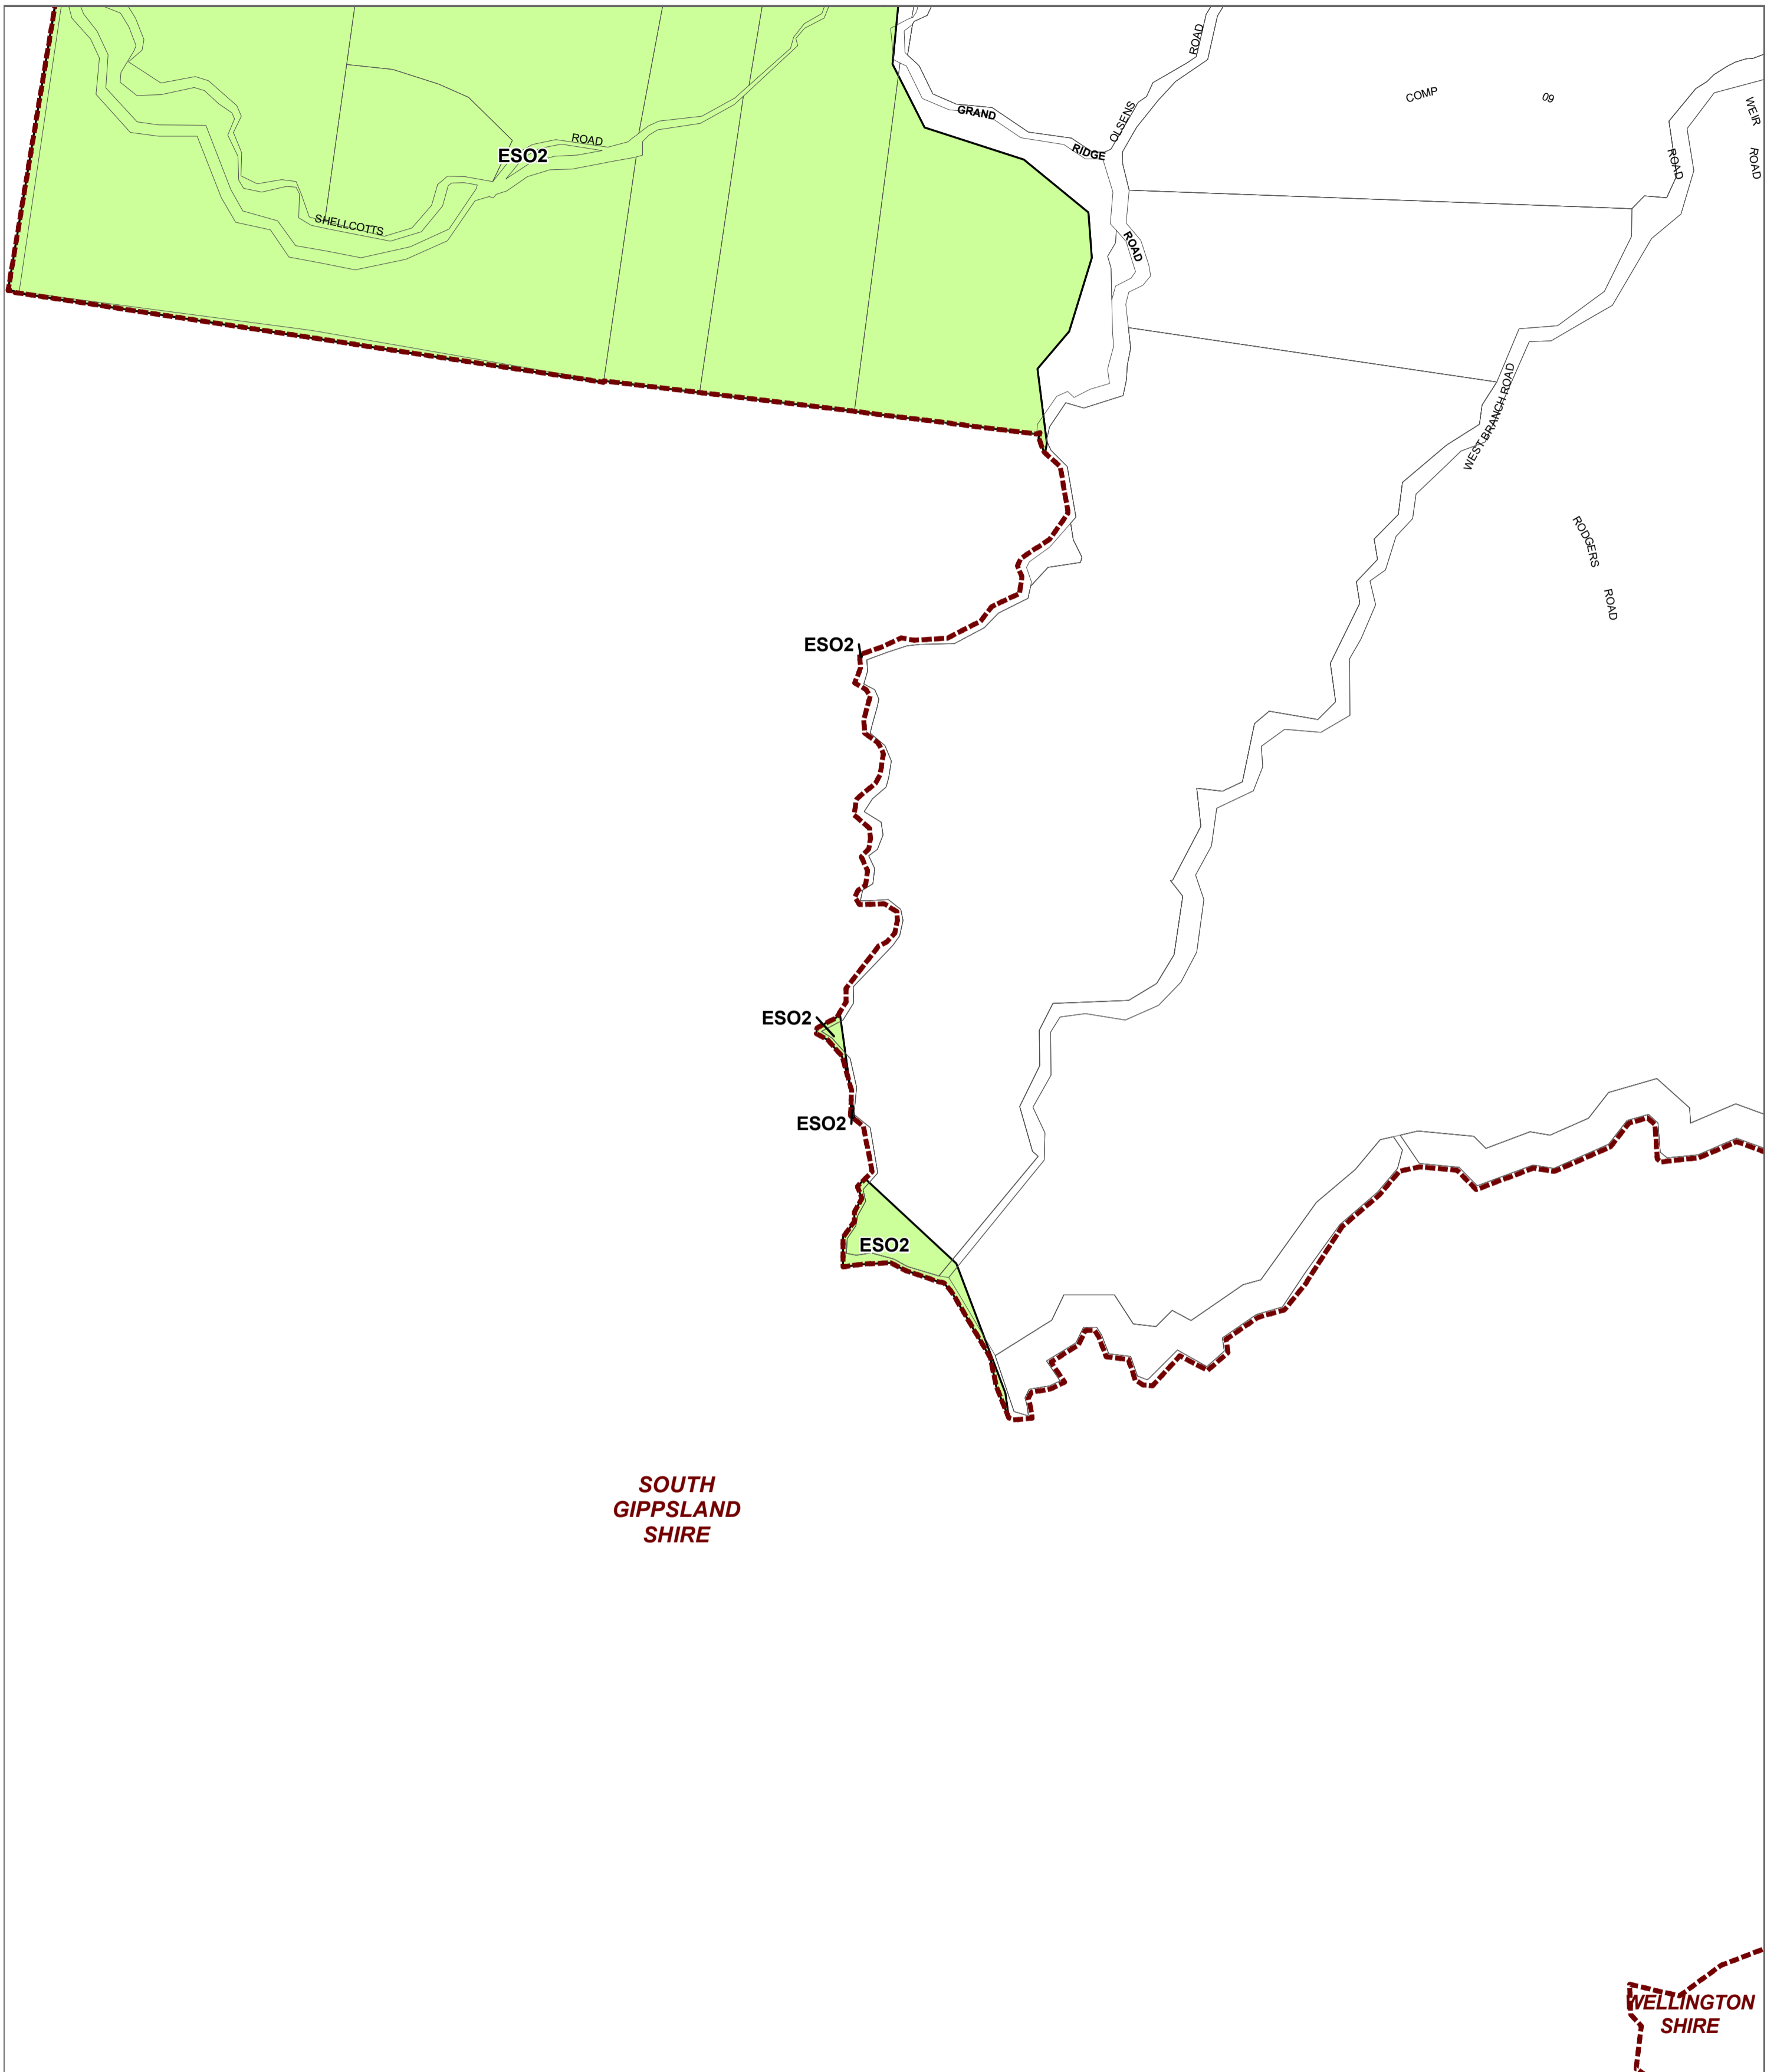 ROAD
COMP
09
WEIR
ROAD
GRAND
OLSENS
RIDGE
ROAD
ROAD
ESO2
SHELLCOTTS
ROAD
ROAD
WEST BRANCH ROAD
RODGERS
ROAD
ESO2
ESO2
ESO2
ESO2
SOUTH
GIPPSLAND
SHIRE
WELLINGTON
SHIRE